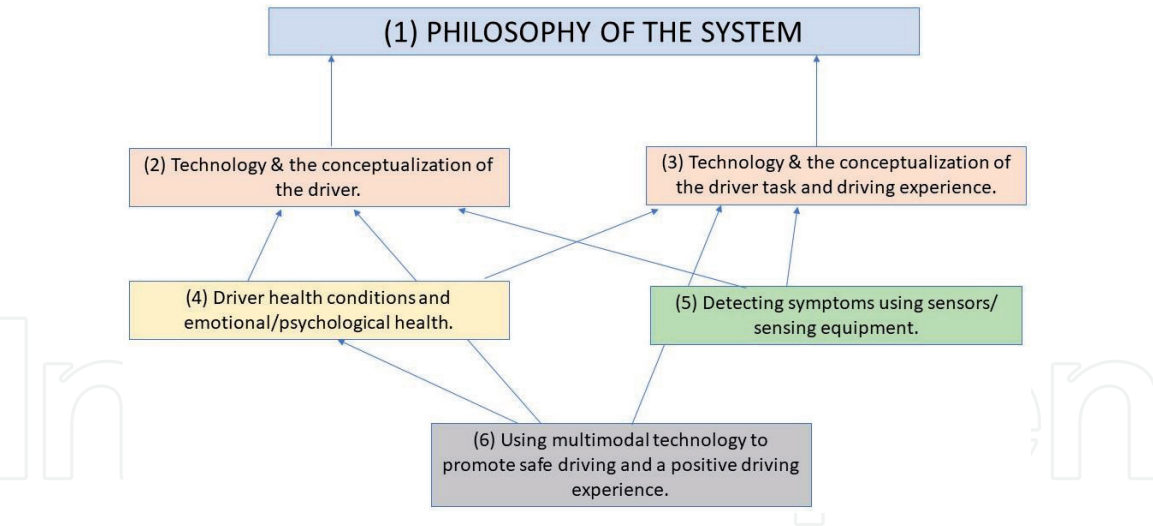 (1) PHILOSOPHY OF THE SYSTEM
(2) Technology & the conceptualization of
the driver.
(3) Technology & the conceptualization of
the driver task and driving experience.
(4) Driver health conditions and
emotional/psychological health.
(5) Detecting symptoms using sensors/
sensing equipment.
(6) Using multimodal technology to
promote safe driving and a positive driving
experience.